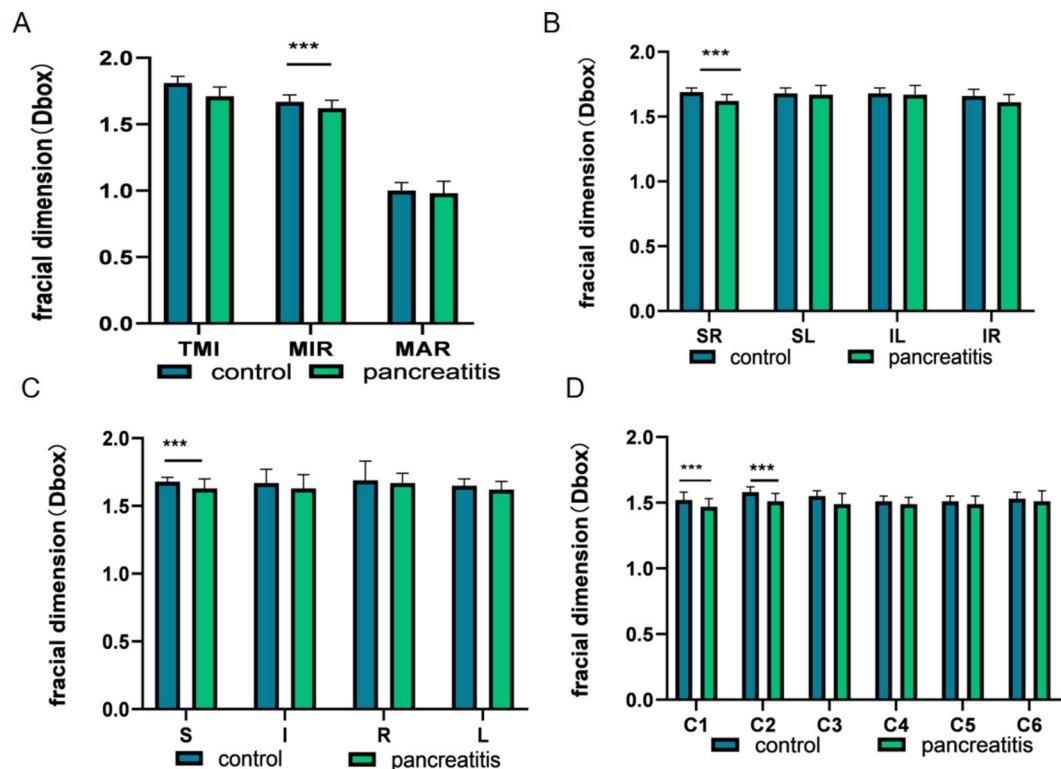 A
fracial dimension (Dbox)
2.0
1.5
1.0
0.5
0.0
***
TMI MIR MAR
control pancreatitis
B
fracial dimension (Dbox)
2.0
1.5
1.0
0.5
0.0
***
SR SL IL IR
control pancreatitis
C
fracial dimension (Dbox)
2.0
1.5
1.0
0.5
0.0
***
S I R L
control pancreatitis
D
fracial dimension (Dbox)
2.0
1.5
1.0
0.5
0.0
*** ***
C1 C2 C3 C4 C5 C6
control pancreatitis